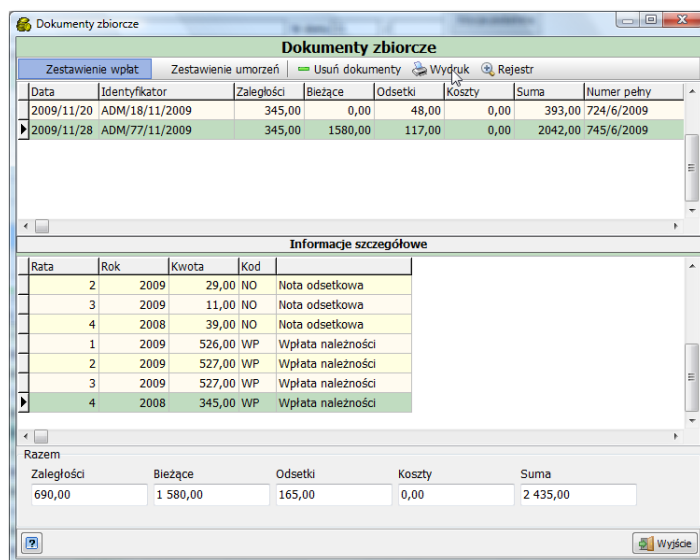 Dokumenty zbiorcze
Dokumenty zbiorcze
Zestawienie wpłat Zestawienie umorzeń Usuń dokumenty Wydruk Rejestr
Data Identyfikator Zaległości Bieżące Odsetki Koszty Suma Numer pełny
2009/11/20 ADM/18/11/2009 345,00 0,00 48,00 0,00 393,00 724/6/2009
2009/11/28 ADM/77/11/2009 345,00 1580,00 117,00 0,00 2042,00 745/6/2009
Informacje szczegółowe
Rata Rok Kwota Kod
2 2009 29,00 NO Nota odsetkowa
3 2009 11,00 NO Nota odsetkowa
4 2008 39,00 NO Nota odsetkowa
1 2009 526,00 WP Wpłata należności
2 2009 527,00 WP Wpłata należności
3 2009 527,00 WP Wpłata należności
4 2008 345,00 WP Wpłata należności
Razem
Zaległości Bieżące Odsetki Koszty Suma
690,00 1 580,00 165,00 0,00 2 435,00
? Wyjście